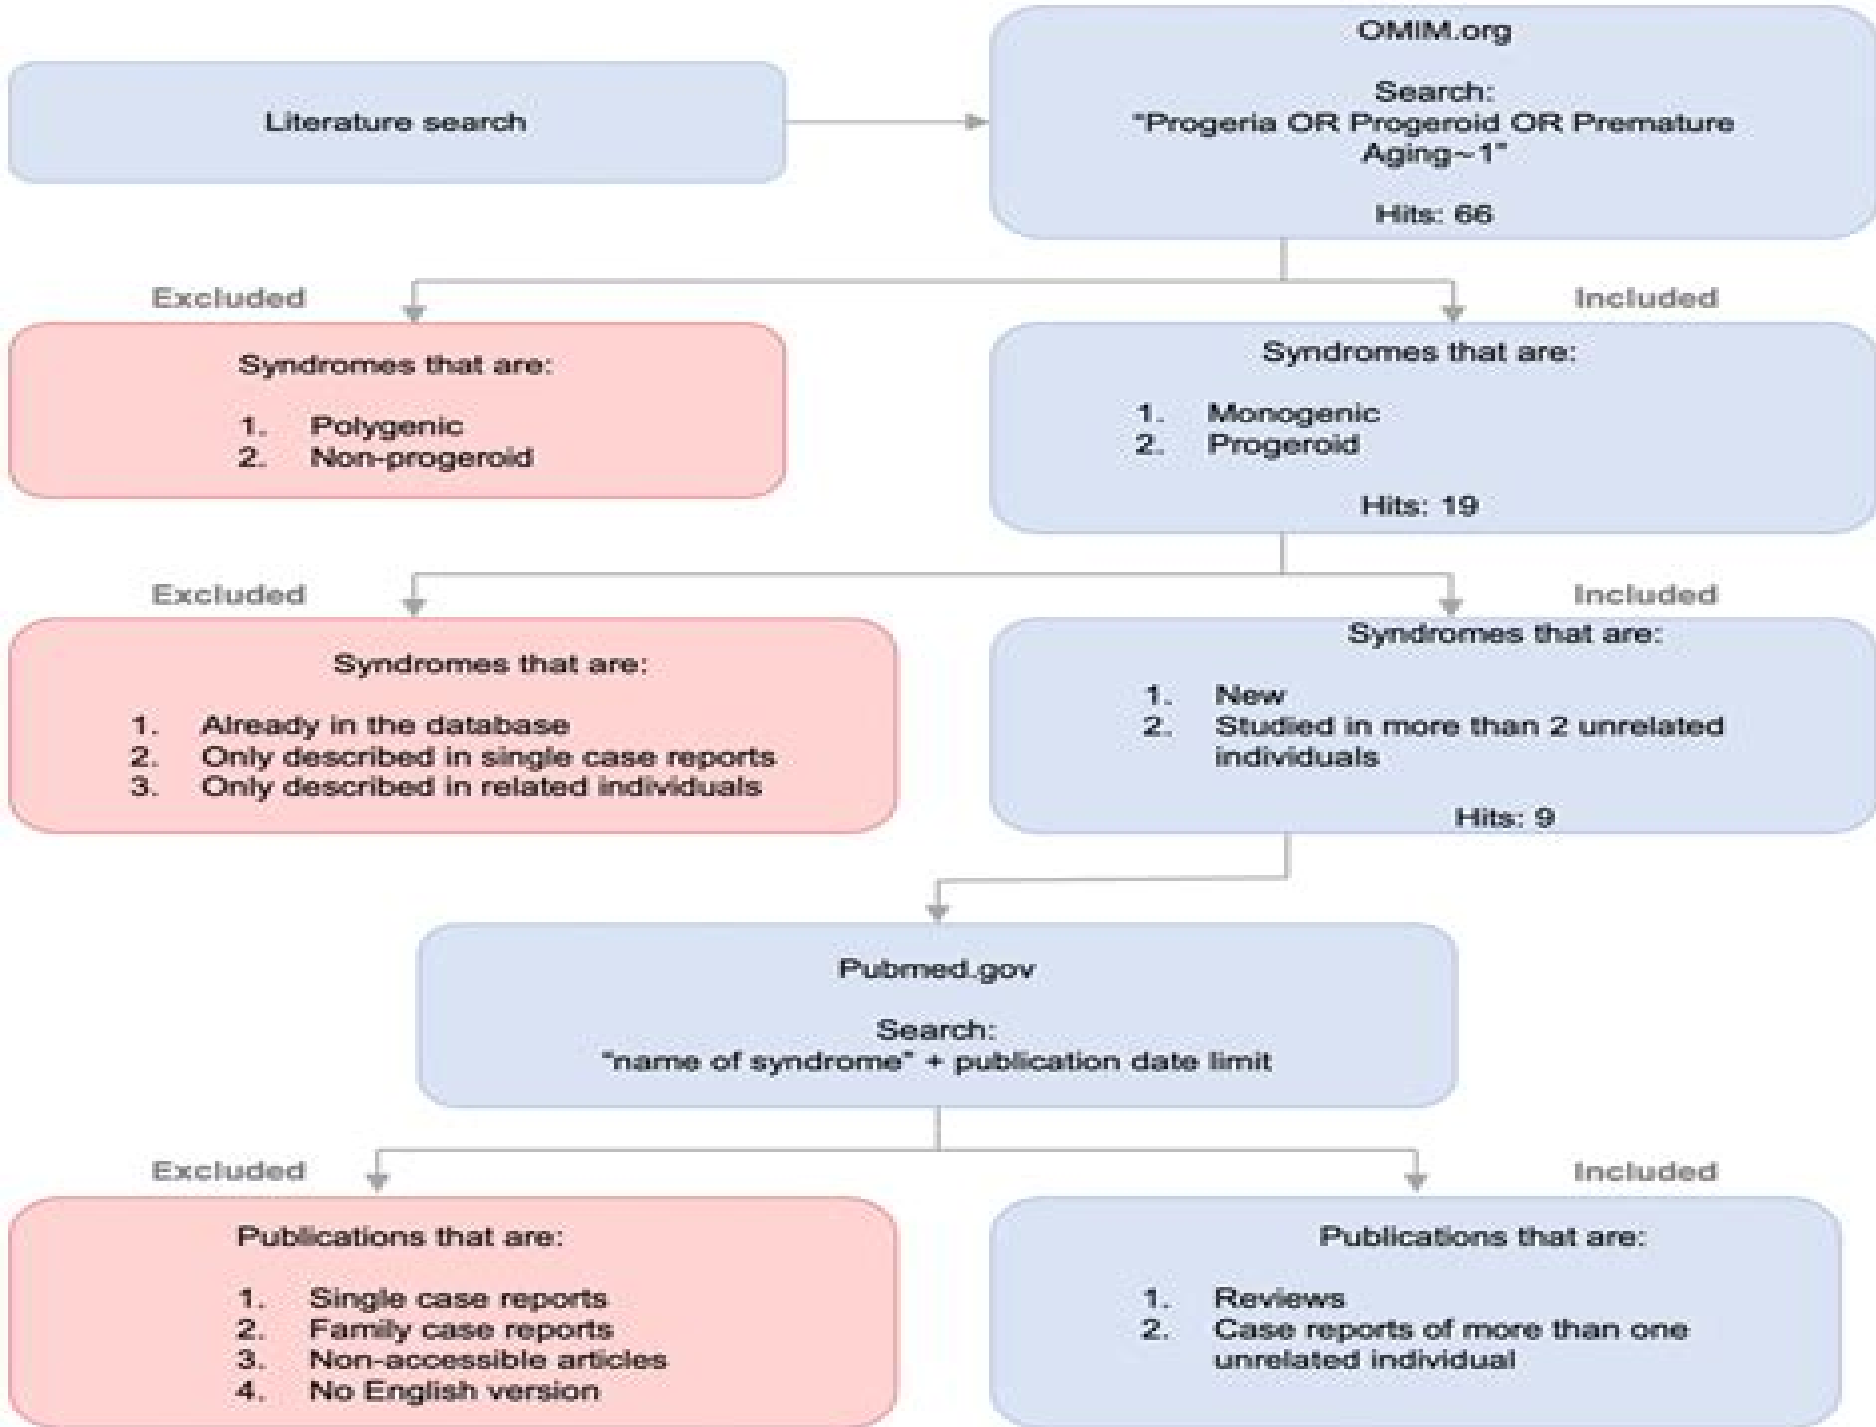 Literature search
OMIM.org
Search:
"Progeria OR Progeroid OR Premature
Aging~1"
Hits: 66
Excluded
Included
Syndromes that are:
1. Polygenic
2. Non-progeroid
Syndromes that are:
1. Monogenic
2. Progeroid
Hits: 19
Excluded
Included
Syndromes that are:
1. Already in the database
2. Only described in single case reports
3. Only described in related individuals
Syndromes that are:
1. New
2. Studied in more than 2 unrelated
individuals
Hits: 9
Pubmed.gov
Search:
"name of syndrome" + publication date limit
Excluded
Included
Publications that are:
1. Single case reports
2. Family case reports
3. Non-accessible articles
4. No English version
Publications that are:
1. Reviews
2. Case reports of more than one
unrelated individual